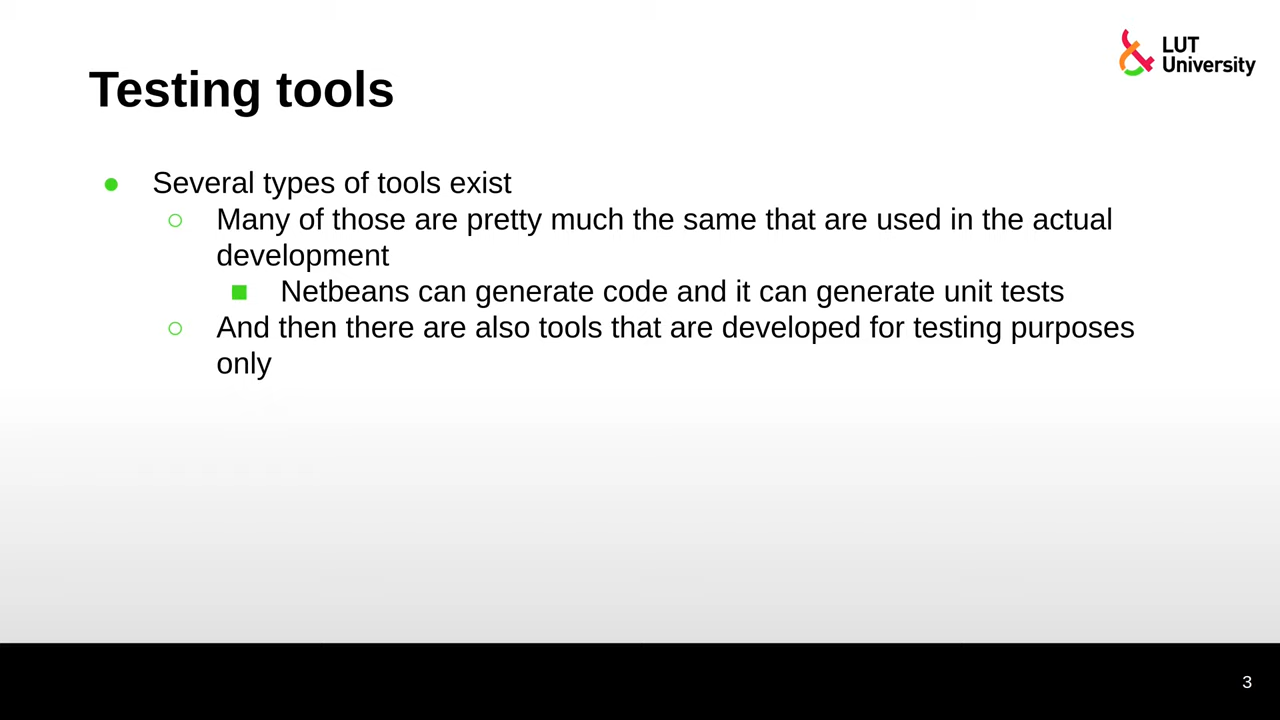 LUT
University
Testing tools
Several types of tools exist
Many of those are pretty much the same that are used in the actual
development
Netbeans can generate code and it can generate unit tests
And then there are also tools that are developed for testing purposes
only
3